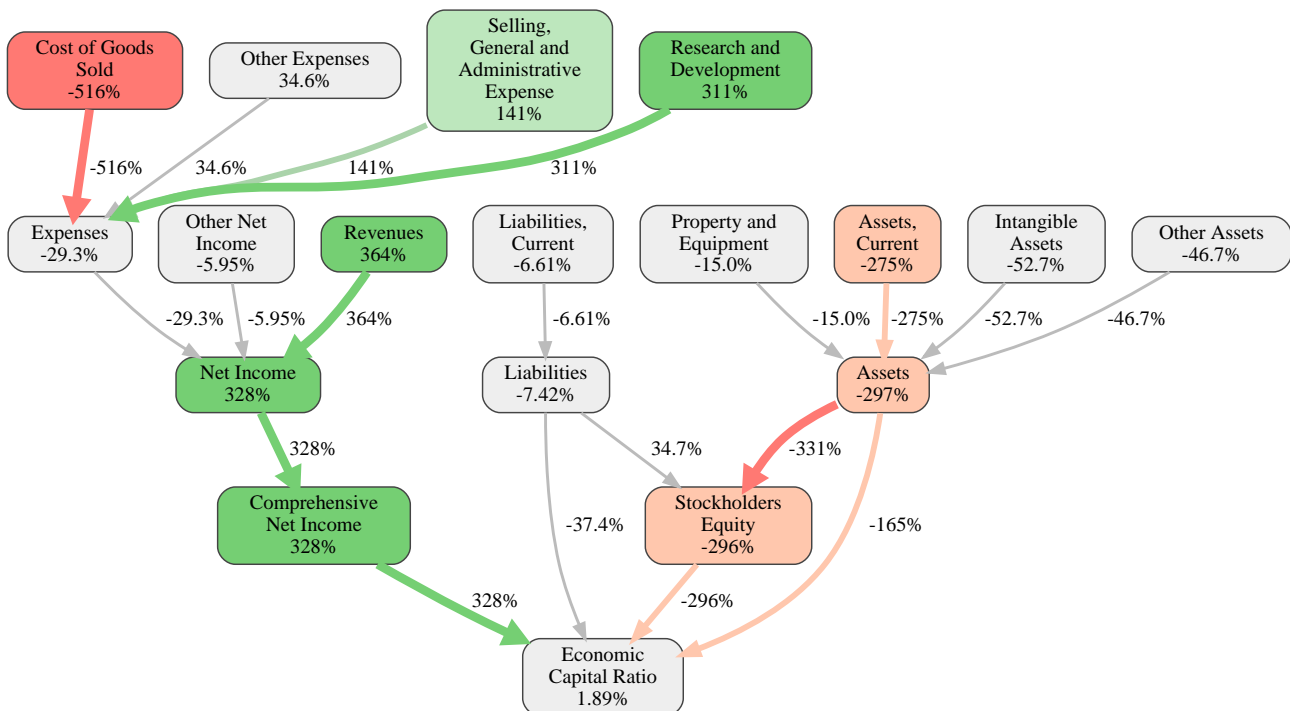 Cost of Goods
Sold
-516%
Other Expenses
34.6%
Selling,
General and
Administrative
Expense
141%
Research and
Development
311%
-516%
34.6%
141%
311%
Expenses
-29.3%
Other Net
Income
-5.95%
Revenues
364%
Liabilities,
Current
-6.61%
Property and
Equipment
-15.0%
Assets,
Current
-275%
Intangible
Assets
-52.7%
Other Assets
-46.7%
-29.3%
-5.95%
364%
-6.61%
-15.0%
-275%
-52.7%
-46.7%
Net Income
328%
Liabilities
-7.42%
Assets
-297%
328%
34.7%
-331%
Comprehensive
Net Income
328%
-37.4%
Stockholders
Equity
-296%
-165%
328%
-296%
Economic
Capital Ratio
1.89%